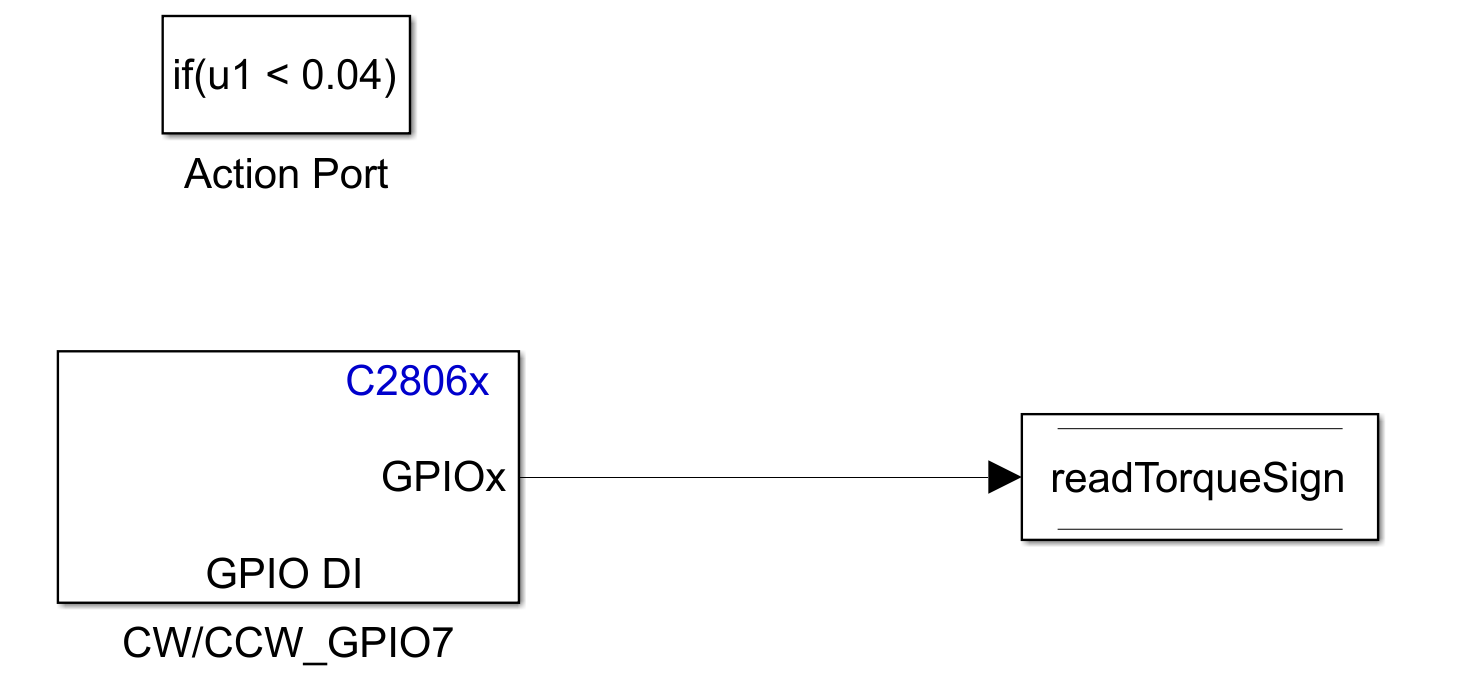 if(u1 < 0.04)
Action Port
C2806x
GPIOx
readTorqueSign
GPIO DI
CW/CCW_GPIO7